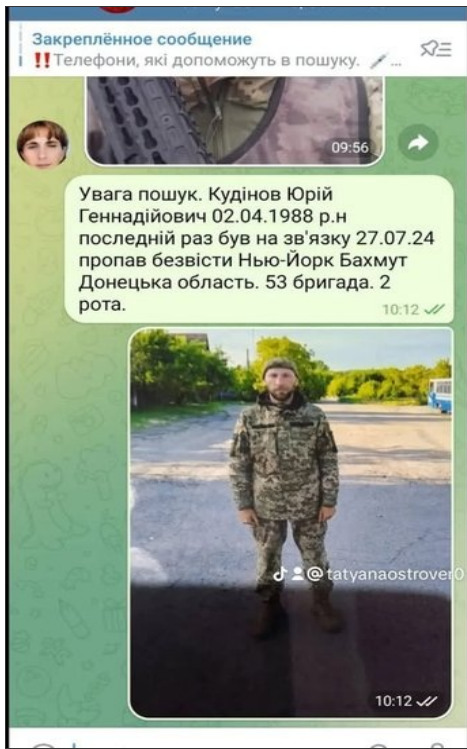 Закреплённое сообщение
‼️Телефони, які допоможуть в пошуку. ...
09:56
Увага пошук. Кудінов Юрій
Геннадійович 02.04.1988 р.н
последній раз був на зв'язку 27.07.24
пропав безвісти Нью-Йорк Бахмут
Донецька область. 53 бригада. 2
рота.
10:12
@tatyanaostrover0
10:12